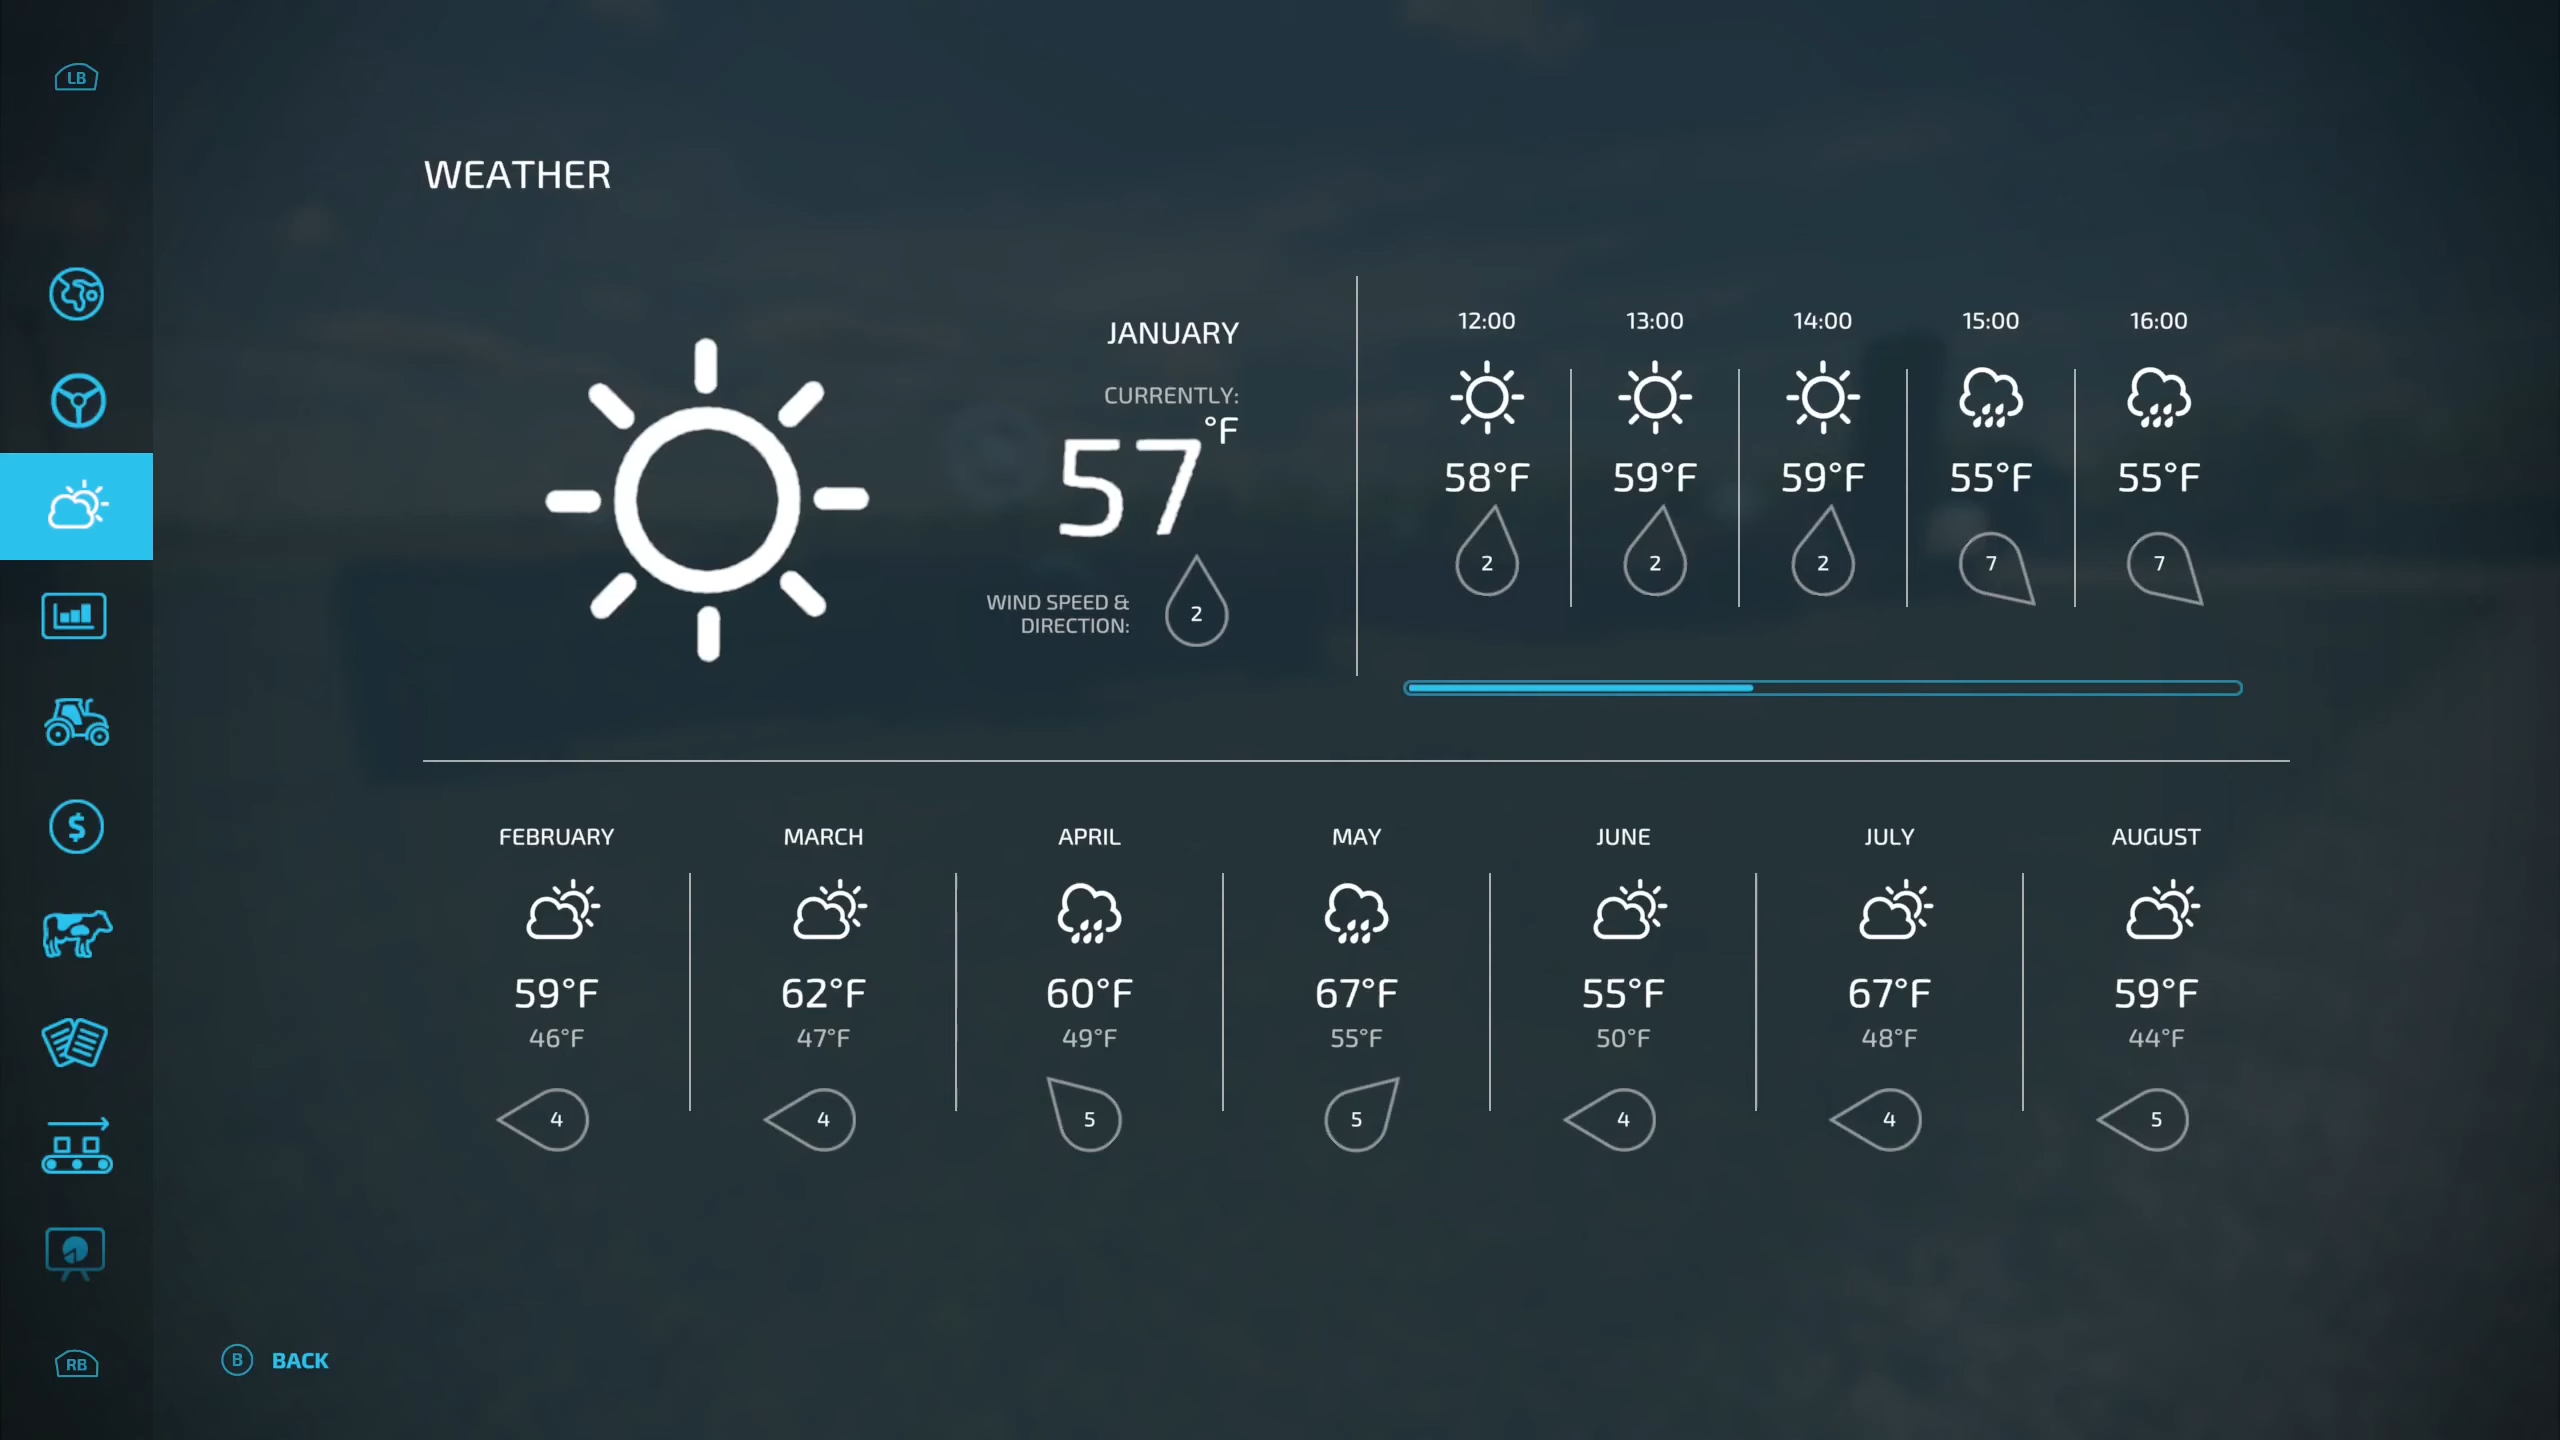 LB
WEATHER
JANUARY
CURRENTLY:
57°F
WIND SPEED &
DIRECTION:
2
12:00 13:00 14:00 15:00 16:00
58°F 59°F 59°F 55°F 55°F
2 2 2 7 7
FEBRUARY MARCH APRIL MAY JUNE JULY AUGUST
59°F 62°F 60°F 67°F 55°F 67°F 59°F
46°F 47°F 49°F 55°F 50°F 48°F 44°F
4 4 5 5 4 4 5
$
RB
B BACK